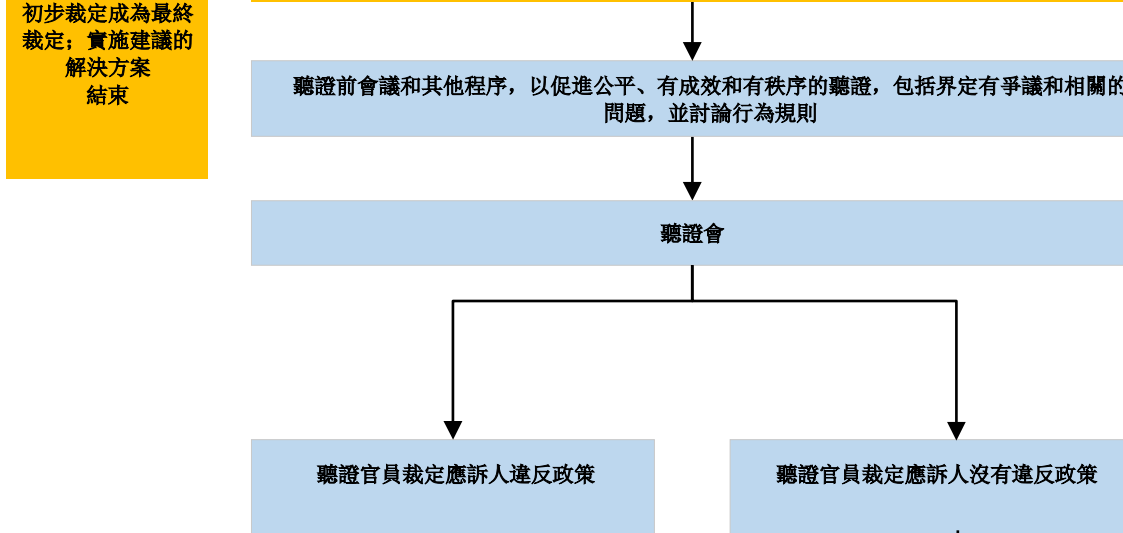 初步裁定成為最終
裁定；實施建議的
解決方案
結束
聽證前會議和其他程序，以促進公平、有成效和有秩序的聽證，包括界定有爭議和相關的
問題，並討論行為規則
聽證會
聽證官員裁定應訴人違反政策
聽證官員裁定應訴人沒有違反政策